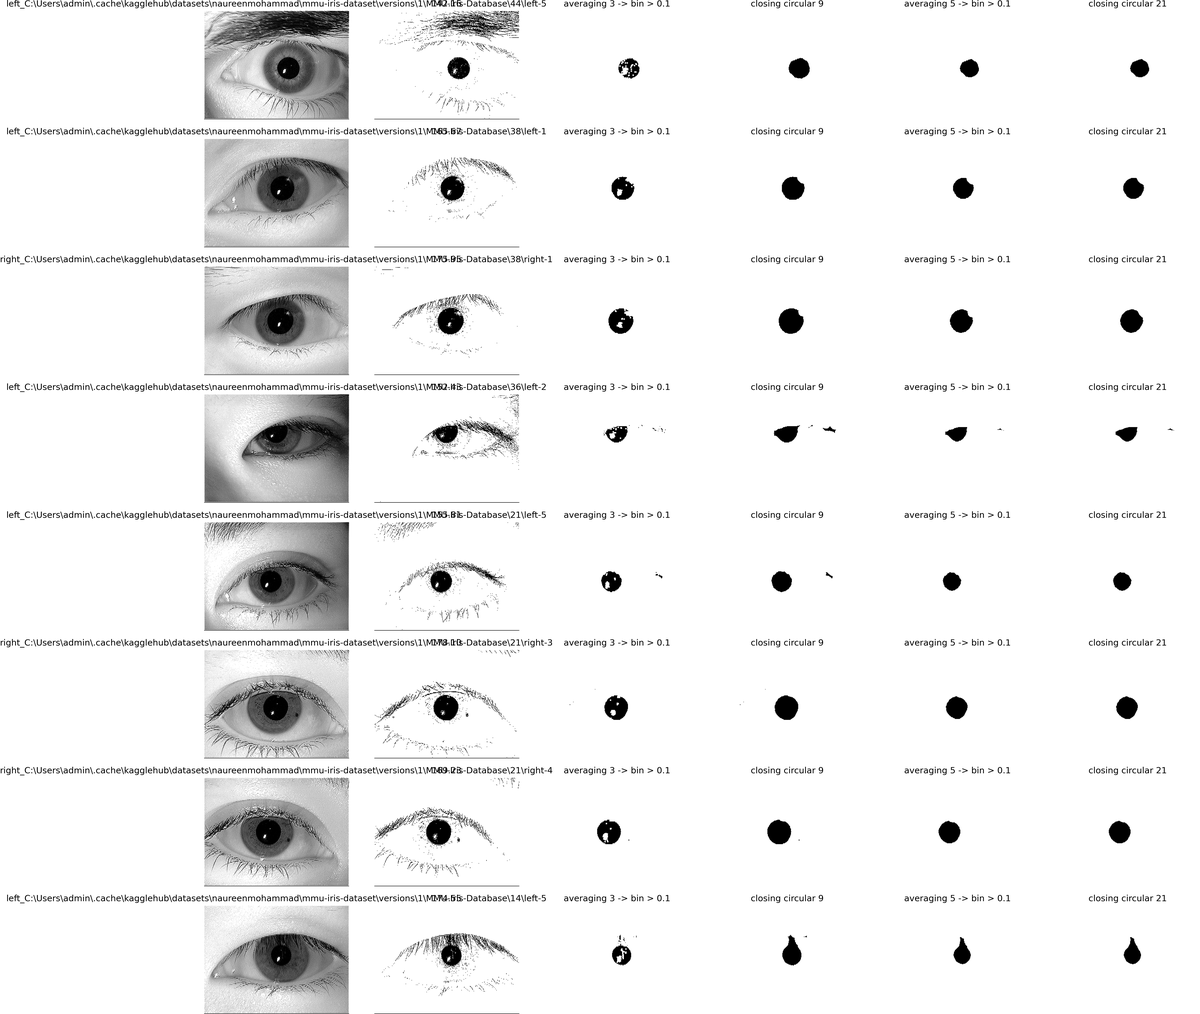 left_C:\Users\admin\.cache\kagglehub\datasets\naureenmohammad\mmu-iris-dataset\versions\1\MMU-Iris-Database\44\left-5 averaging 3 -> bin > 0.1 closing circular 9 averaging 5 -> bin > 0.1 closing circular 21
left_C:\Users\admin\.cache\kagglehub\datasets\naureenmohammad\mmu-iris-dataset\versions\1\MMU-Iris-Database\38\left-1 averaging 3 -> bin > 0.1 closing circular 9 averaging 5 -> bin > 0.1 closing circular 21
right_C:\Users\admin\.cache\kagglehub\datasets\naureenmohammad\mmu-iris-dataset\versions\1\MMU-Iris-Database\38\right-1 averaging 3 -> bin > 0.1 closing circular 9 averaging 5 -> bin > 0.1 closing circular 21
left_C:\Users\admin\.cache\kagglehub\datasets\naureenmohammad\mmu-iris-dataset\versions\1\MMU-Iris-Database\36\left-2 averaging 3 -> bin > 0.1 closing circular 9 averaging 5 -> bin > 0.1 closing circular 21
left_C:\Users\admin\.cache\kagglehub\datasets\naureenmohammad\mmu-iris-dataset\versions\1\MMU-Iris-Database\21\left-5 averaging 3 -> bin > 0.1 closing circular 9 averaging 5 -> bin > 0.1 closing circular 21
right_C:\Users\admin\.cache\kagglehub\datasets\naureenmohammad\mmu-iris-dataset\versions\1\MMU-Iris-Database\21\right-3 averaging 3 -> bin > 0.1 closing circular 9 averaging 5 -> bin > 0.1 closing circular 21
right_C:\Users\admin\.cache\kagglehub\datasets\naureenmohammad\mmu-iris-dataset\versions\1\MMU-Iris-Database\21\right-4 averaging 3 -> bin > 0.1 closing circular 9 averaging 5 -> bin > 0.1 closing circular 21
left_C:\Users\admin\.cache\kagglehub\datasets\naureenmohammad\mmu-iris-dataset\versions\1\MMU-Iris-Database\14\left-5 averaging 3 -> bin > 0.1 closing circular 9 averaging 5 -> bin > 0.1 closing circular 21